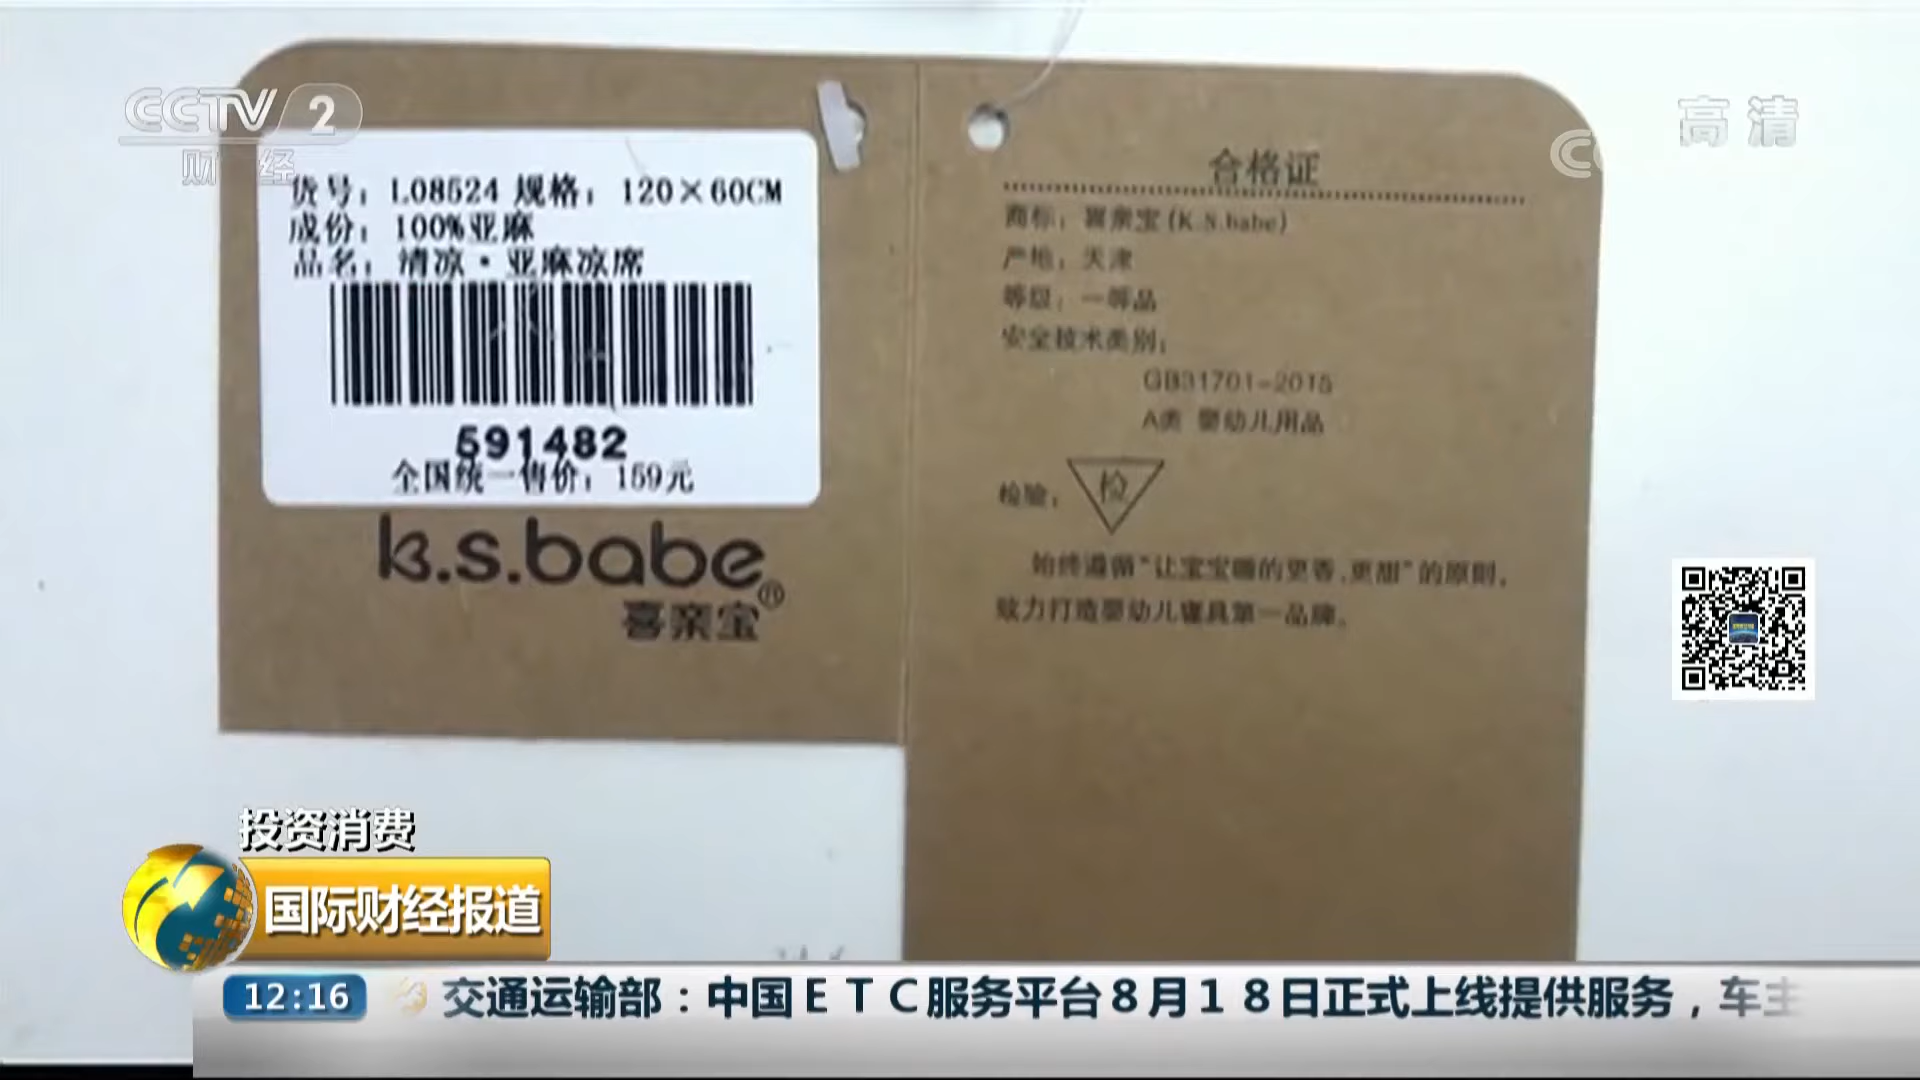 CCTV 2
财经
高清
货号：L08524 规格：120×60CM
成份：100%亚麻
品名：清凉·亚麻凉席
591482
全国统一售价：159元
k.s.babe®
喜亲宝
合格证
商标：喜亲宝(K.S.babe)
产地：天津
等级：一等品
安全技术类别：
GB31701-2015
A类 婴幼儿用品
检验：检
始终遵循"让宝宝睡的更香,更甜"的原则,
致力打造婴幼儿寝具第一品牌。
投资消费
国际财经报道
12:16 交通运输部：中国ETC服务平台8月18日正式上线提供服务，车主